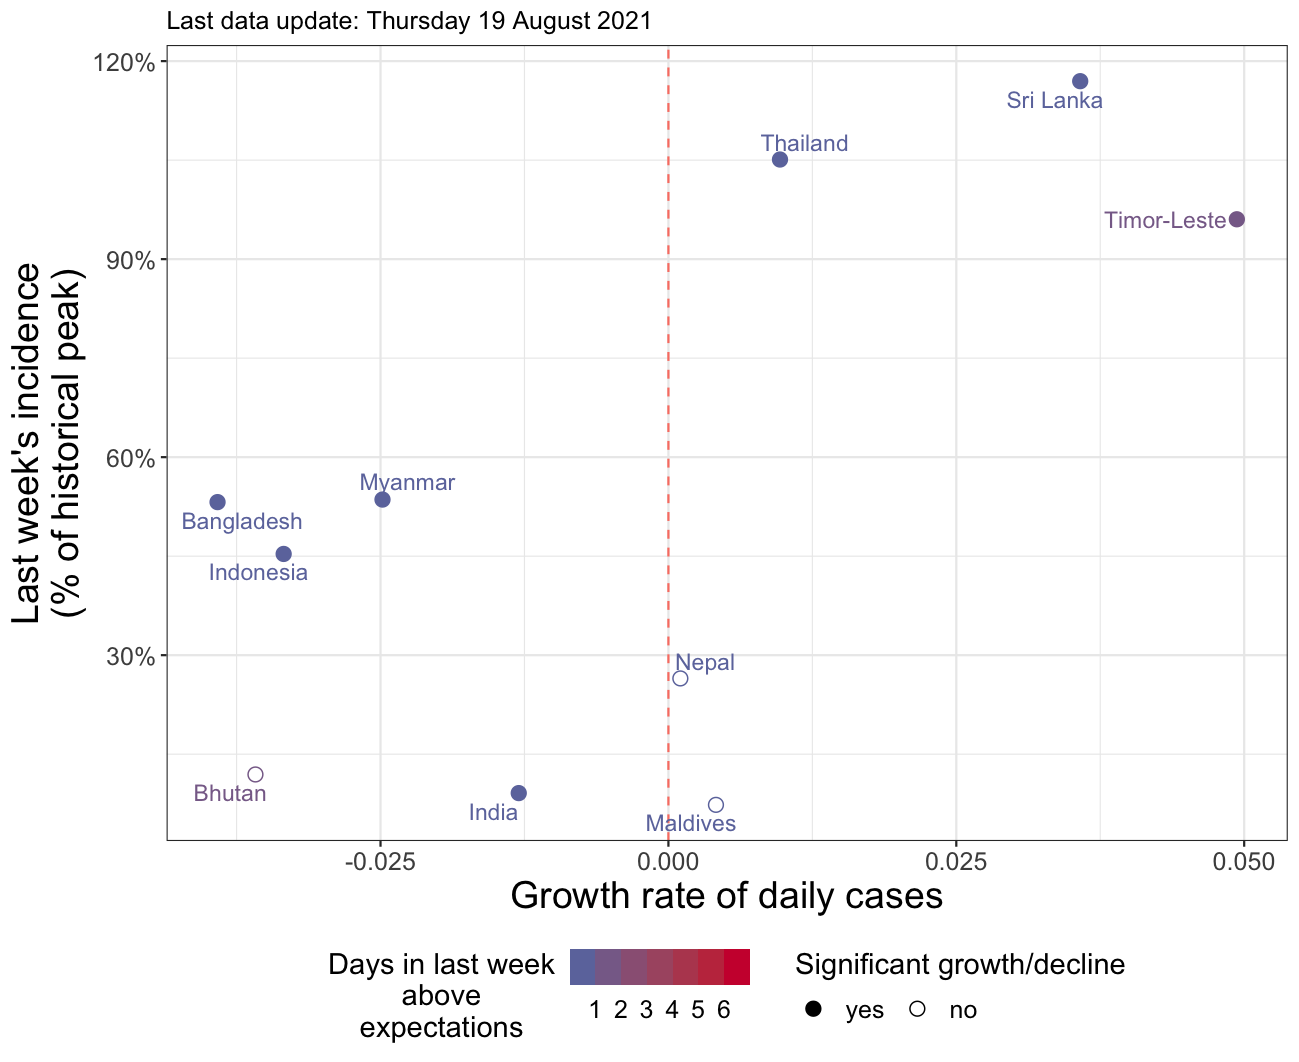 Last data update: Thursday 19 August 2021
120%
90%
60%
30%
Last week's incidence
(% of historical peak)
Sri Lanka
Thailand
Timor-Leste
Myanmar
Bangladesh
Indonesia
Nepal
Bhutan
India
Maldives
-0.025
0.000
0.025
0.050
Growth rate of daily cases
Days in last week
above
expectations
1 2 3 4 5 6
Significant growth/decline
yes no